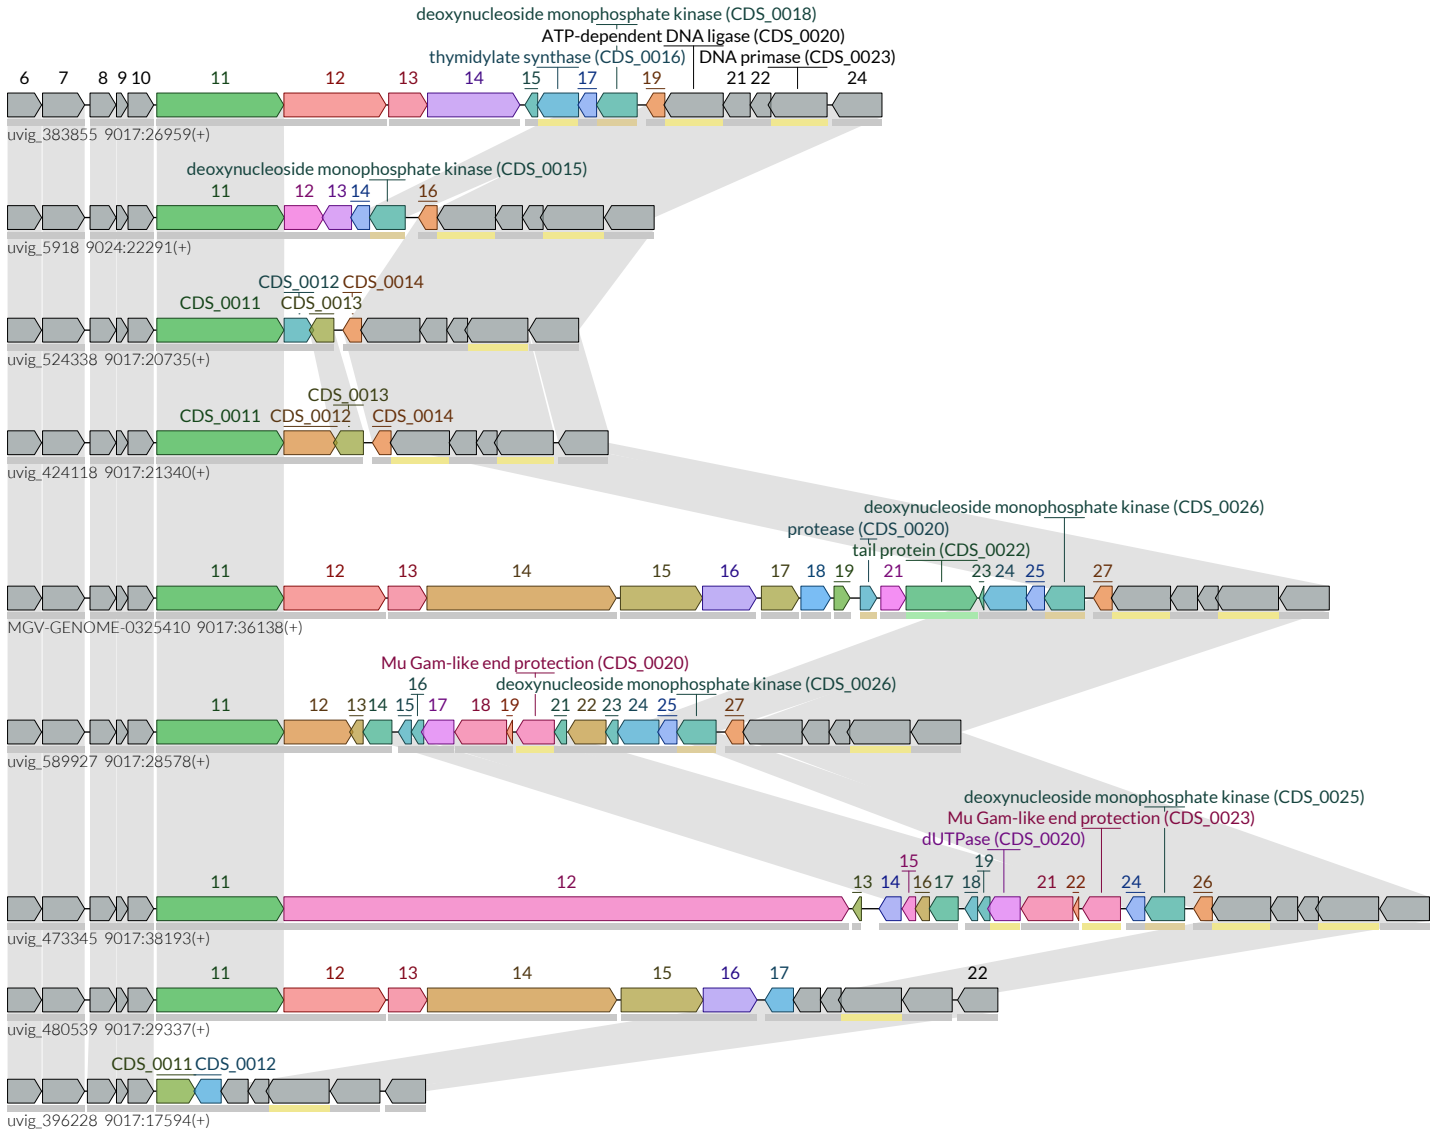 deoxynucleoside monophosphate kinase (CDS_0018)
ATP-dependent DNA ligase (CDS_0020)
thymidylate synthase (CDS_0016) DNA primase (CDS_0023)
6 7 8 9 10 11 12 13 14 15 17 19 21 22 24
uvig_383855 9017:26959(+)
deoxynucleoside monophosphate kinase (CDS_0015)
11 12 13 14 16
uvig_5918 9024:22291(+)
CDS_0012 CDS_0014
CDS_0011 CDS_0013
uvig_524338 9017:20735(+)
CDS_0013
CDS_0011 CDS_0012 CDS_0014
uvig_424118 9017:21340(+)
deoxynucleoside monophosphate kinase (CDS_0026)
protease (CDS_0020)
tail protein (CDS_0022)
11 12 13 14 15 16 17 18 19 21 23 24 25 27
MGV-GENOME-0325410 9017:36138(+)
Mu Gam-like end protection (CDS_0020)
16 deoxynucleoside monophosphate kinase (CDS_0026)
11 12 13 14 15 17 18 19 21 22 23 24 25 27
uvig_589927 9017:28578(+)
deoxynucleoside monophosphate kinase (CDS_0025)
Mu Gam-like end protection (CDS_0023)
dUTPase (CDS_0020)
15 19
11 12 13 14 16 17 18 21 22 24 26
uvig_473345 9017:38193(+)
11 12 13 14 15 16 17 22
uvig_480539 9017:29337(+)
CDS_0011 CDS_0012
uvig_396228 9017:17594(+)